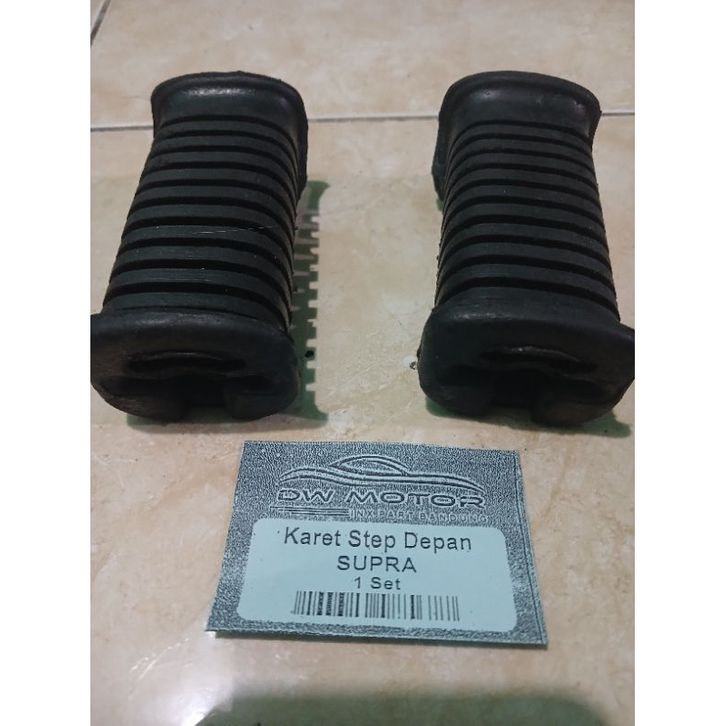 DW MOTOR
Karet Step Depan
SUPRA
1 Set